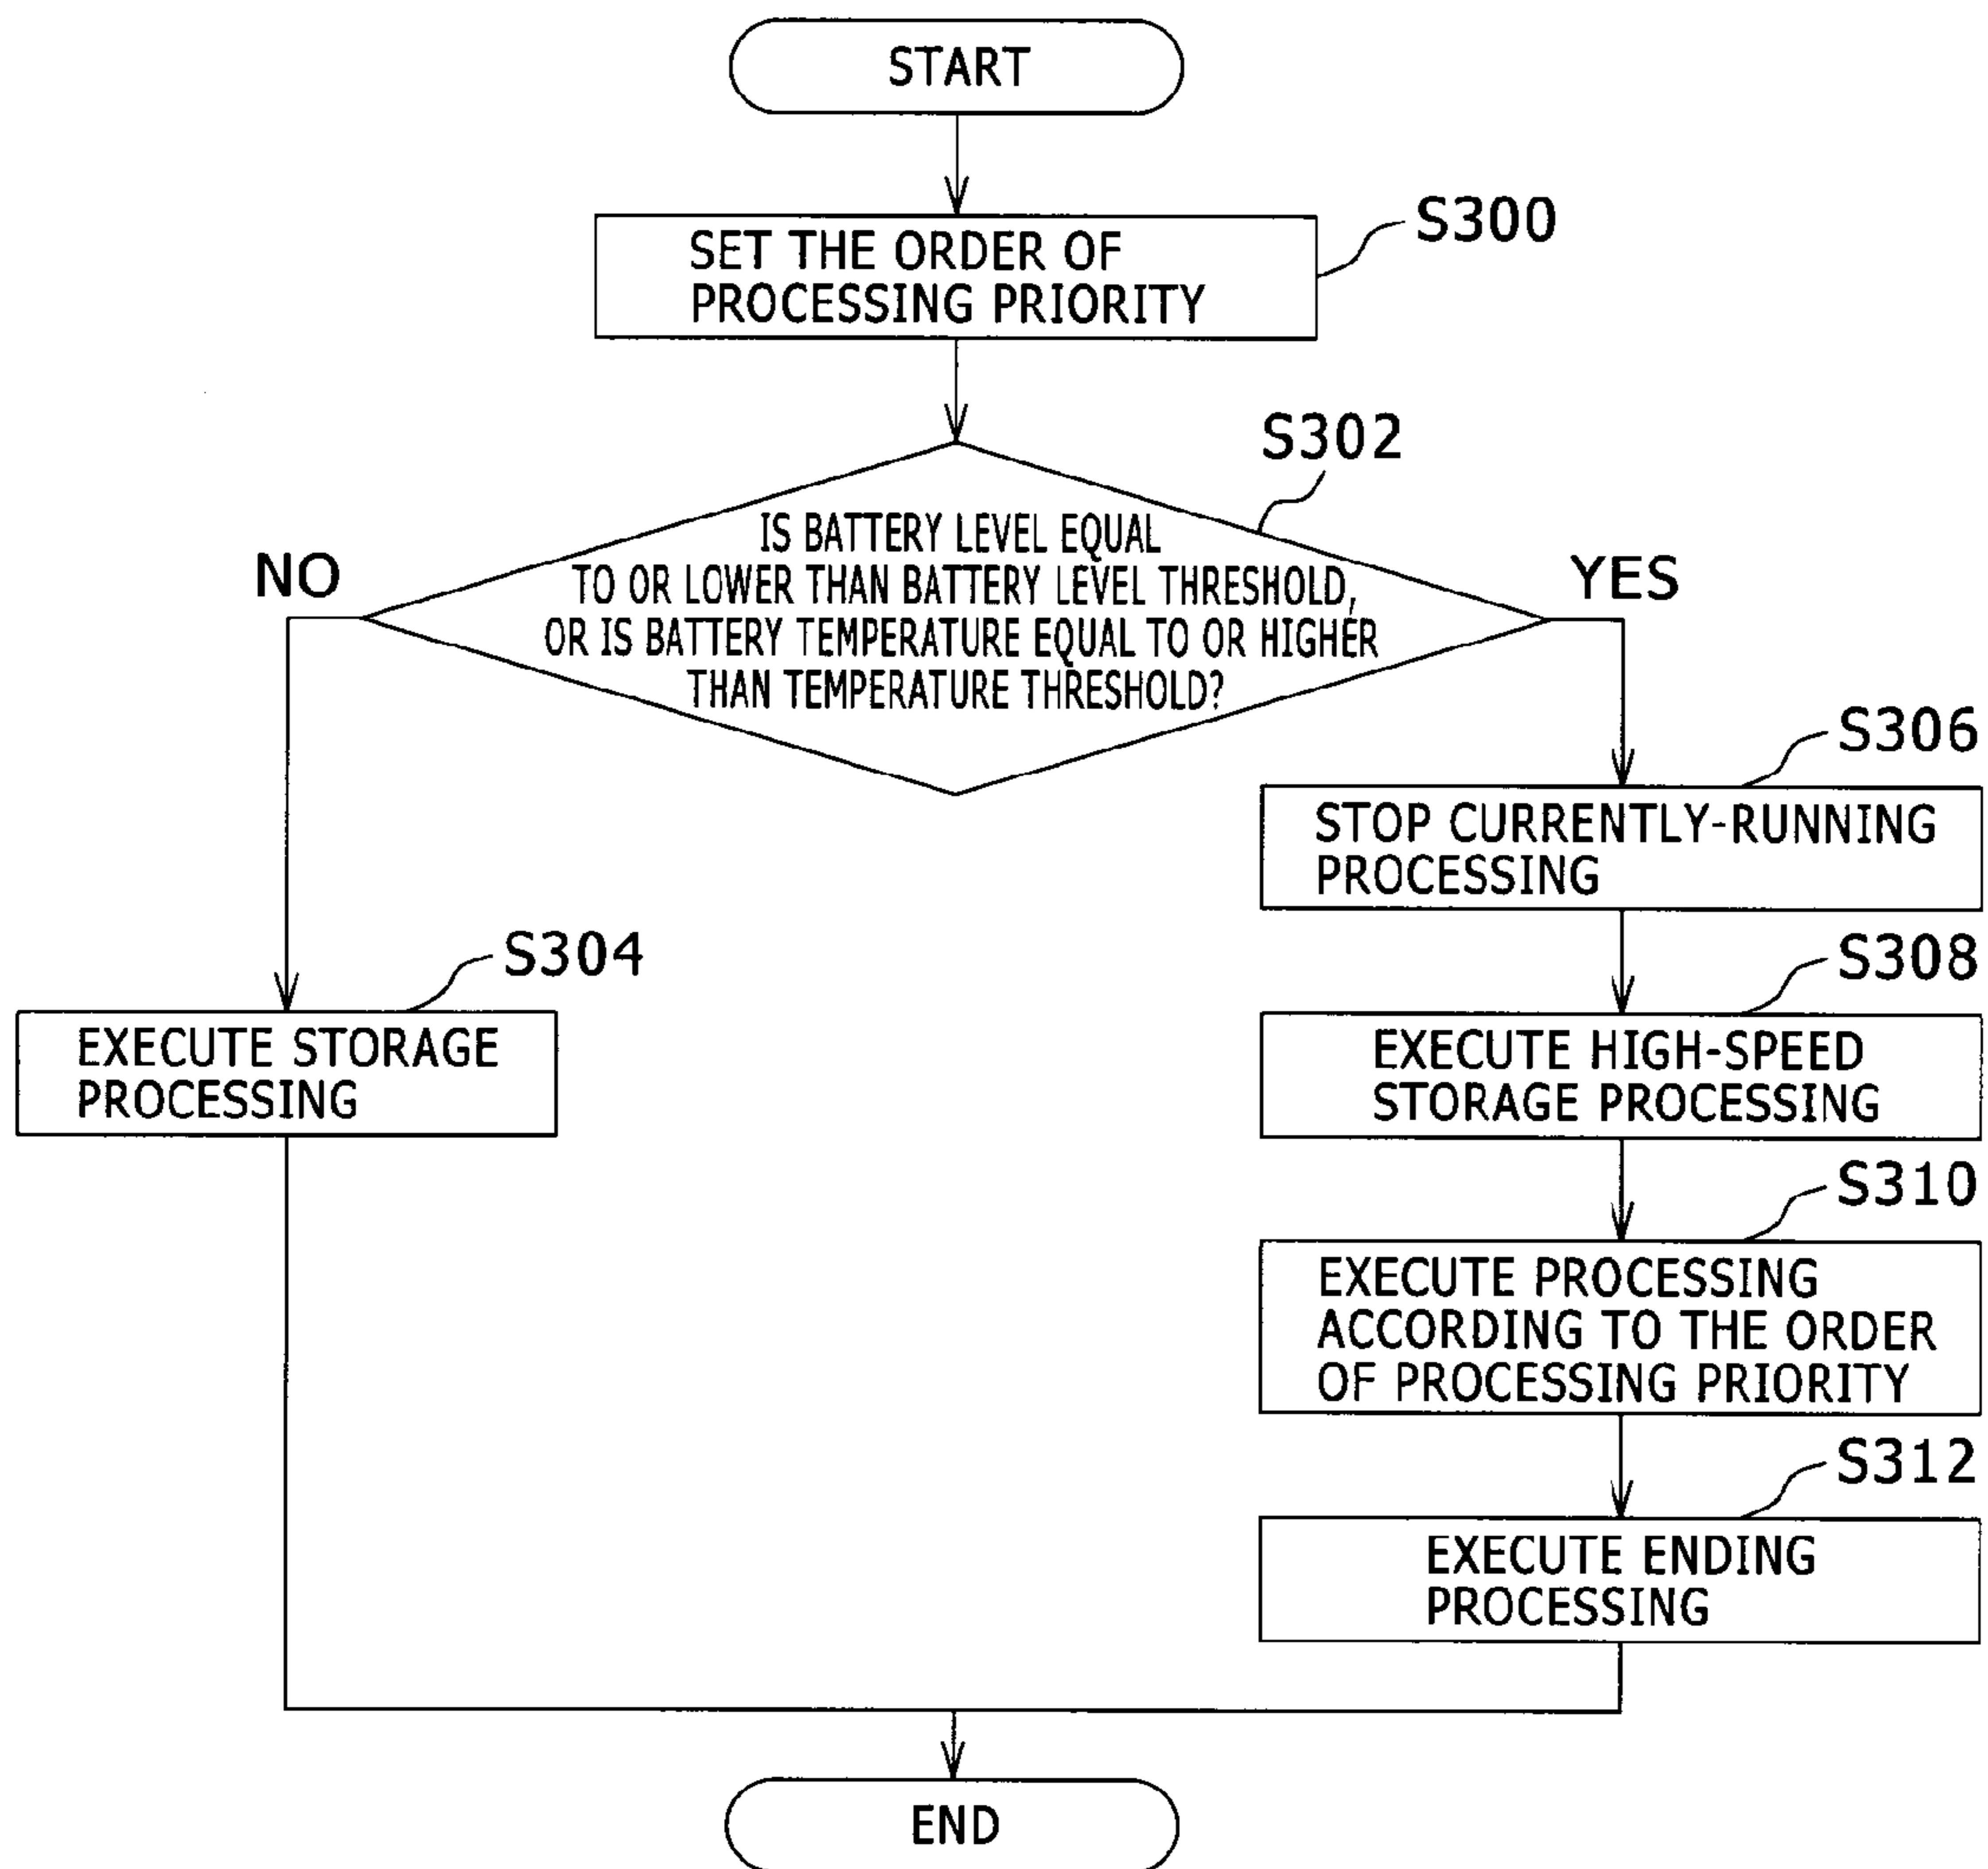 START
S300
SET THE ORDER OF
PROCESSING PRIORITY
S302
IS BATTERY LEVEL EQUAL
TO OR LOWER THAN BATTERY LEVEL THRESHOLD,
OR IS BATTERY TEMPERATURE EQUAL TO OR HIGHER
THAN TEMPERATURE THRESHOLD?
NO
YES
S306
STOP CURRENTLY-RUNNING
PROCESSING
S304
EXECUTE STORAGE
PROCESSING
S308
EXECUTE HIGH-SPEED
STORAGE PROCESSING
S310
EXECUTE PROCESSING
ACCORDING TO THE ORDER
OF PROCESSING PRIORITY
S312
EXECUTE ENDING
PROCESSING
END